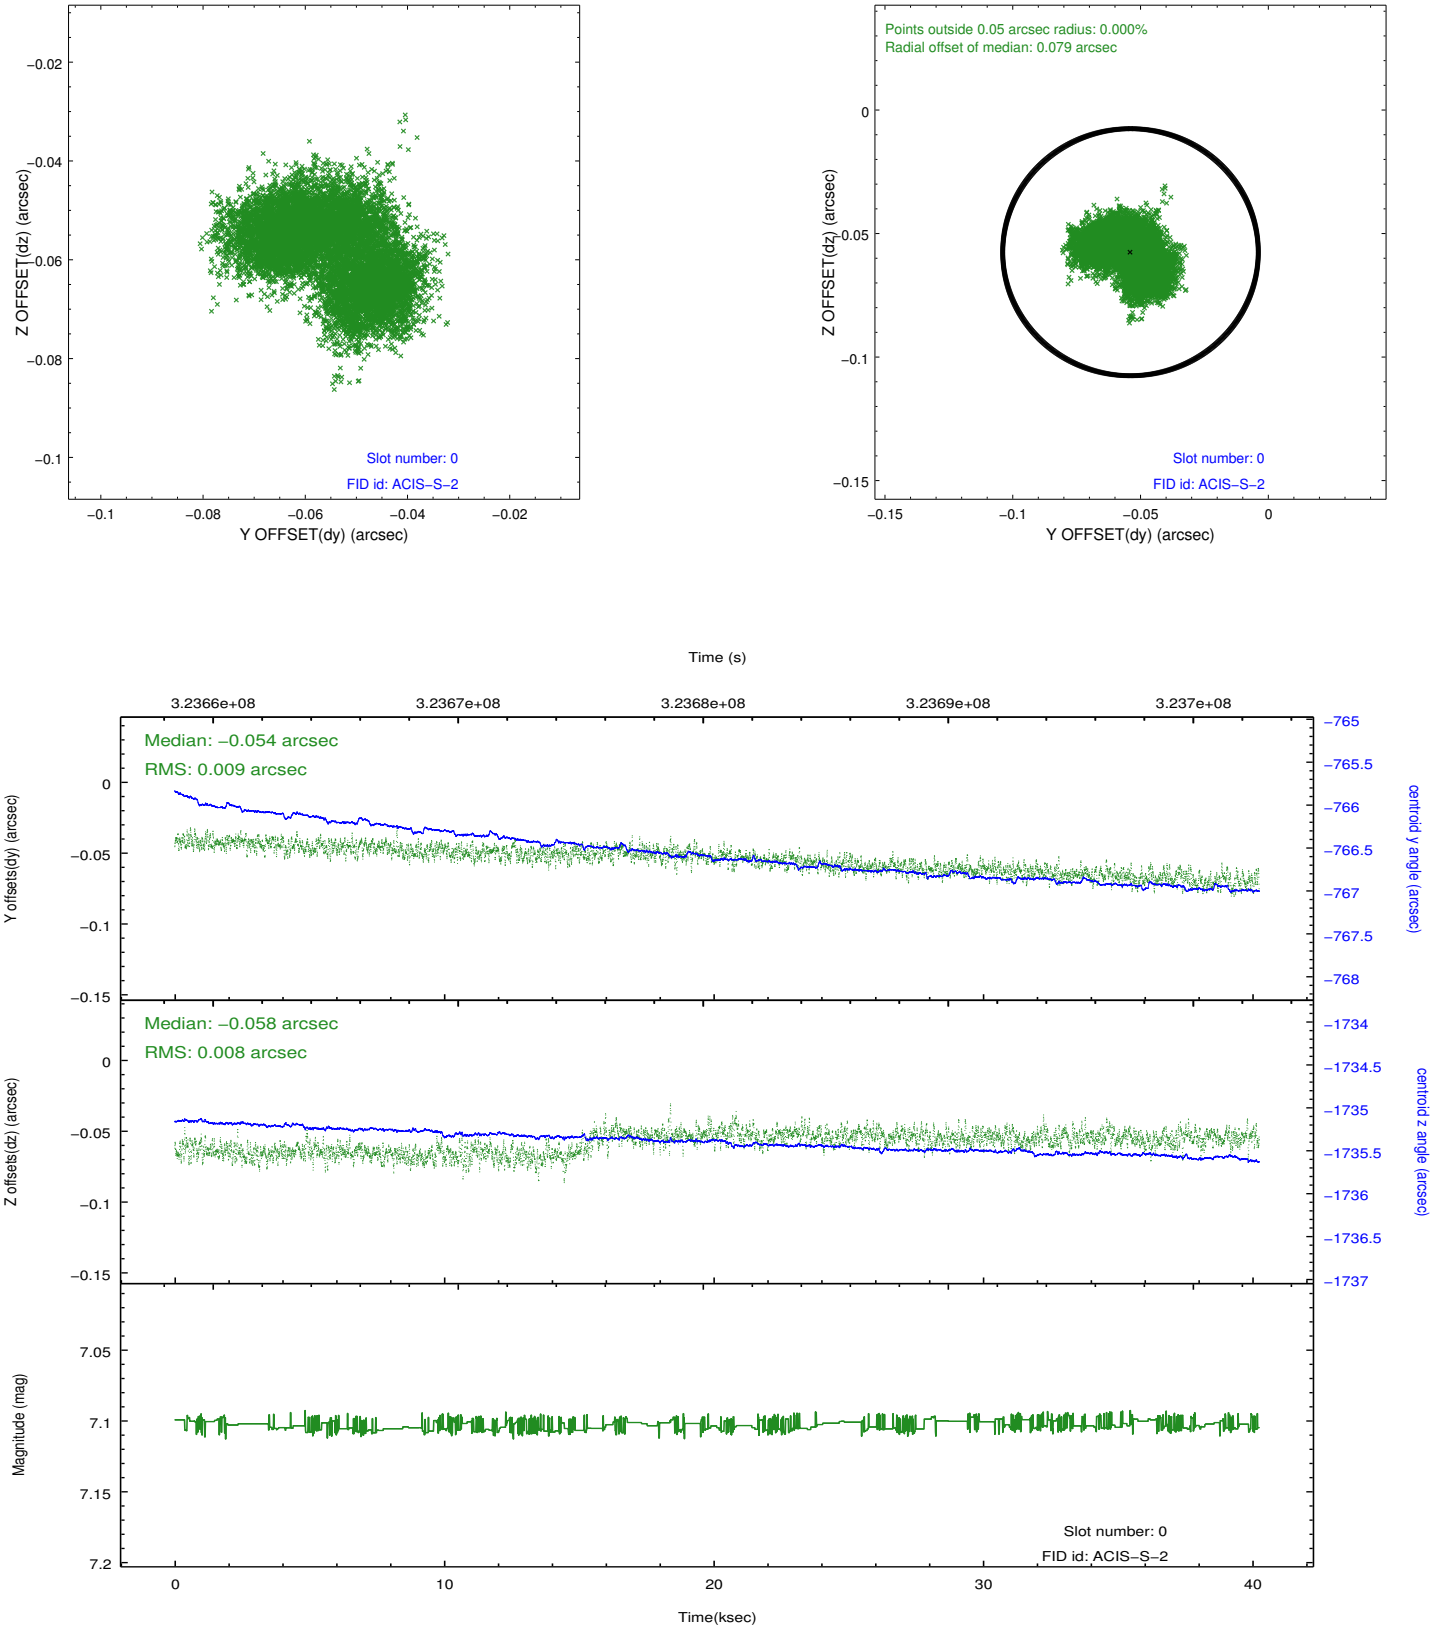 −0.02
−0.04
−0.06
−0.08
−0.1
Z OFFSET(dz) (arcsec)
Slot number: 0
FID id: ACIS−S−2
−0.1
−0.08
−0.06
−0.04
−0.02
Y OFFSET(dy) (arcsec)
Points outside 0.05 arcsec radius: 0.000%
Radial offset of median: 0.079 arcsec
0
−0.05
−0.1
−0.15
Z OFFSET(dz) (arcsec)
Slot number: 0
FID id: ACIS−S−2
−0.15
−0.1
−0.05
0
Y OFFSET(dy) (arcsec)
Time (s)
3.2366e+08
3.2367e+08
3.2368e+08
3.2369e+08
3.237e+08
Median: −0.054 arcsec
RMS: 0.009 arcsec
0
−0.05
−0.1
−0.15
Y offsets(dy) (arcsec)
−765
−765.5
−766
−766.5
−767
−767.5
−768
centroid y angle (arcsec)
Median: −0.058 arcsec
RMS: 0.008 arcsec
0
−0.05
−0.1
−0.15
Z offsets(dz) (arcsec)
−1734
−1734.5
−1735
−1735.5
−1736
−1736.5
−1737
centroid z angle (arcsec)
7.05
7.1
7.15
7.2
Magnitude (mag)
Slot number: 0
FID id: ACIS−S−2
0
10
20
30
40
Time(ksec)